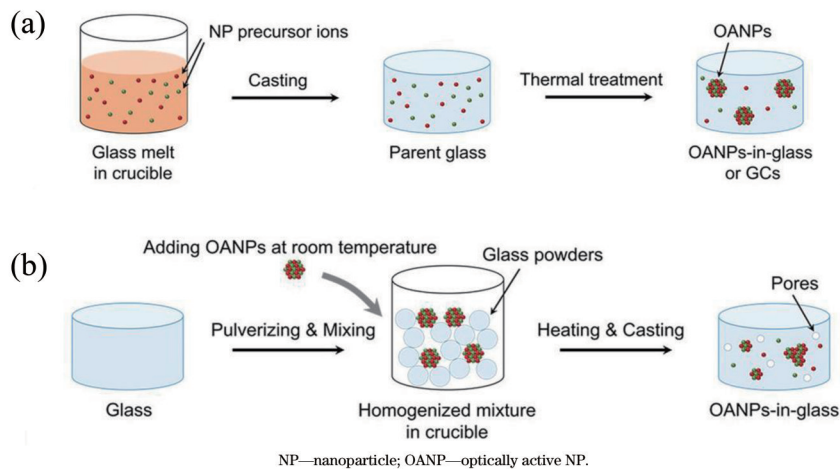 (a)
NP precursor ions
OANPs
Casting
Thermal treatment
Glass melt
in crucible
Parent glass
OANPs-in-glass
or GCs
(b)
Adding OANPs at room temperature
Glass powders
Pores
Pulverizing & Mixing
Heating & Casting
Glass
Homogenized mixture
in crucible
OANPs-in-glass
NP—nanoparticle; OANP—optically active NP.